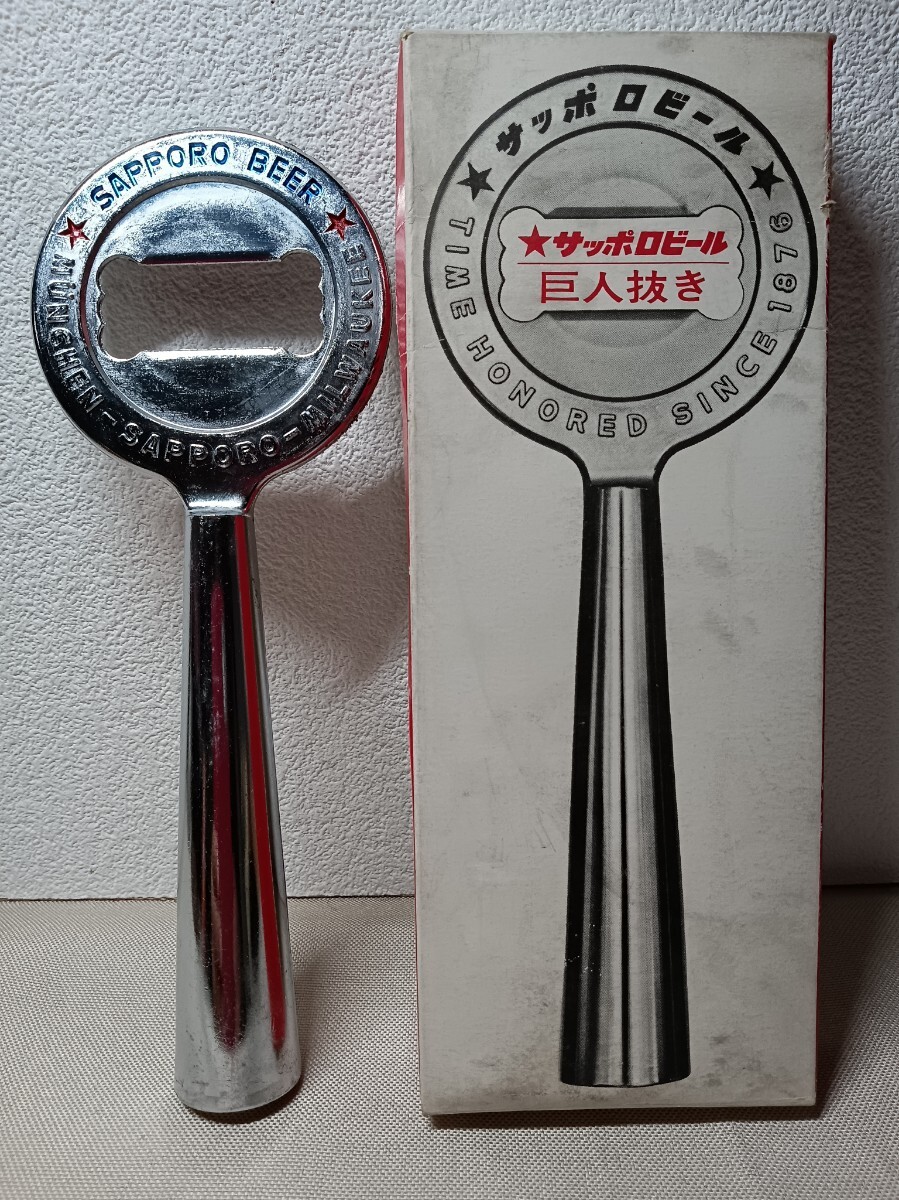 SAPPORO BEER
MUNCHEN-SAPPORO-MILWAUKEE
サッポロビール
TIME HONORED SINCE 1876
★サッポロビール
巨人抜き